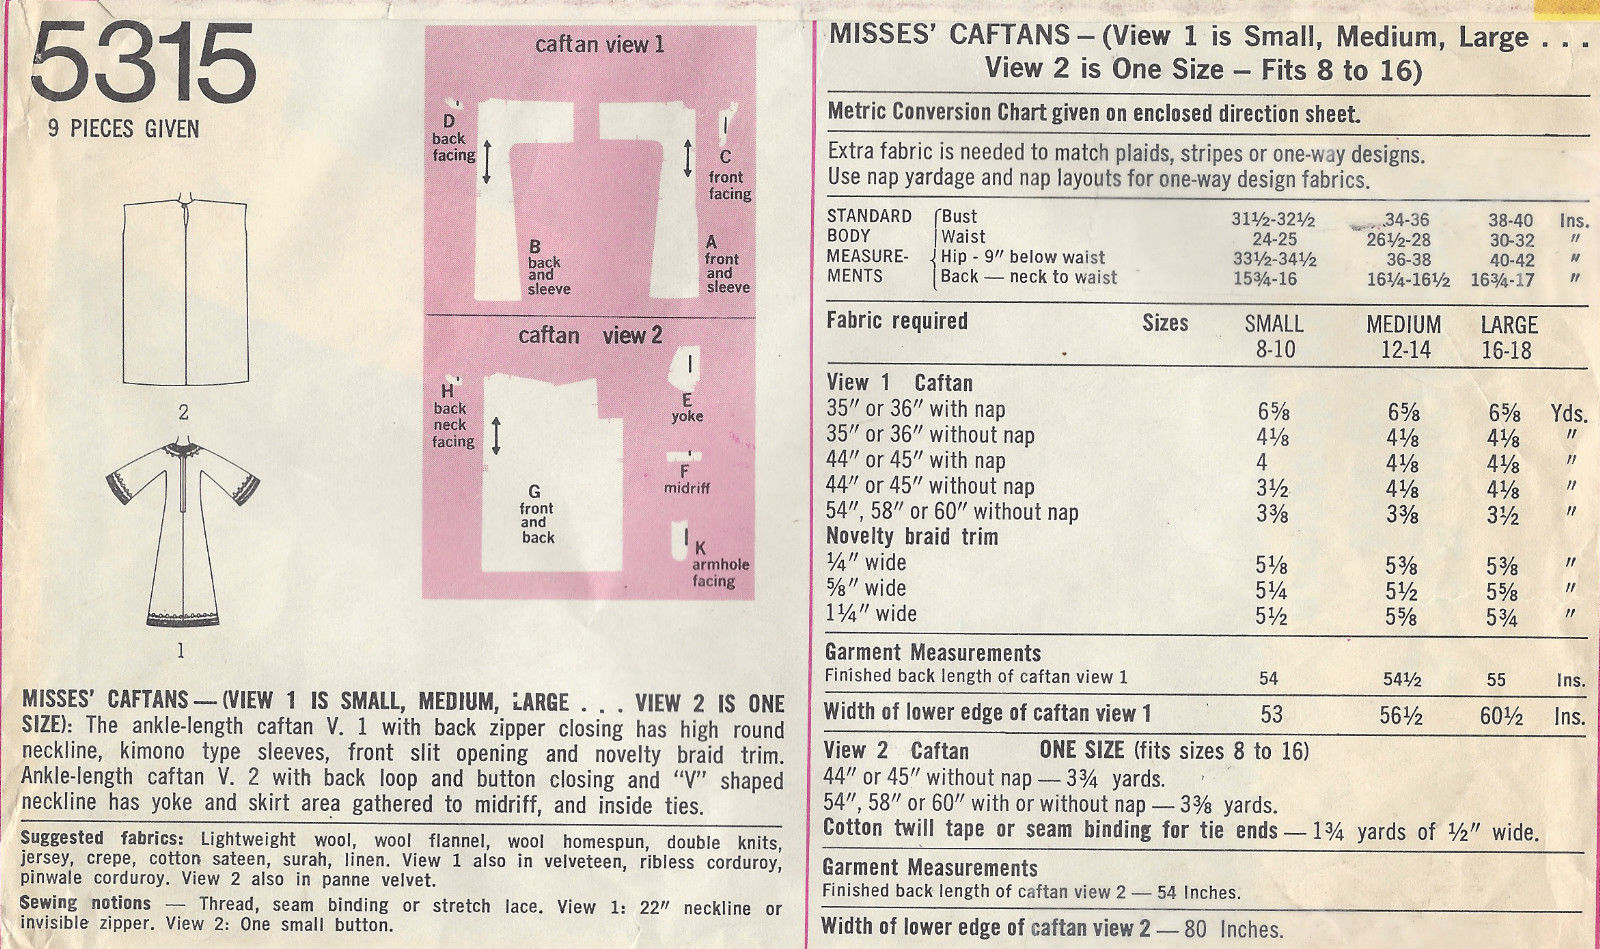 5315
9 PIECES GIVEN
2
1
caftan view 1
D
back
facing
C
front
facing
B
back
and
sleeve
A
front
and
sleeve
caftan view 2
H
back
neck
facing
E
yoke
F
midriff
G
front
and
back
K
armhole
facing
MISSES' CAFTANS — (VIEW 1 IS SMALL, MEDIUM, LARGE . . . VIEW 2 IS ONE
SIZE): The ankle-length caftan V. 1 with back zipper closing has high round
neckline, kimono type sleeves, front slit opening and novelty braid trim.
Ankle-length caftan V. 2 with back loop and button closing and "V" shaped
neckline has yoke and skirt area gathered to midriff, and inside ties.
Suggested fabrics: Lightweight wool, wool flannel, wool homespun, double knits,
jersey, crepe, cotton sateen, surah, linen. View 1 also in velveteen, ribless corduroy,
pinwale corduroy. View 2 also in panne velvet.
Sewing notions — Thread, seam binding or stretch lace. View 1: 22" neckline or
invisible zipper. View 2: One small button.
MISSES' CAFTANS – (View 1 is Small, Medium, Large . . .
View 2 is One Size – Fits 8 to 16)
Metric Conversion Chart given on enclosed direction sheet.
Extra fabric is needed to match plaids, stripes or one-way designs.
Use nap yardage and nap layouts for one-way design fabrics.
STANDARD Bust 31½-32½ 34-36 38-40 Ins.
BODY Waist 24-25 26½-28 30-32 "
MEASURE- Hip - 9" below waist 33½-34½ 36-38 40-42 "
MENTS Back — neck to waist 15¾-16 16¼-16½ 16¾-17 "
Fabric required Sizes SMALL MEDIUM LARGE
8-10 12-14 16-18
View 1 Caftan
35" or 36" with nap 6⅝ 6⅝ 6⅝ Yds.
35" or 36" without nap 4⅛ 4⅛ 4⅛ "
44" or 45" with nap 4 4⅛ 4⅛ "
44" or 45" without nap 3½ 4⅛ 4⅛ "
54", 58" or 60" without nap 3⅜ 3⅜ 3½ "
Novelty braid trim
¼" wide 5⅛ 5⅜ 5⅜ "
⅝" wide 5¼ 5½ 5⅝ "
1¼" wide 5½ 5⅝ 5¾ "
Garment Measurements
Finished back length of caftan view 1 54 54½ 55 Ins.
Width of lower edge of caftan view 1 53 56½ 60½ Ins.
View 2 Caftan ONE SIZE (fits sizes 8 to 16)
44" or 45" without nap — 3¾ yards.
54", 58" or 60" with or without nap — 3⅜ yards.
Cotton twill tape or seam binding for tie ends — 1¾ yards of ½" wide.
Garment Measurements
Finished back length of caftan view 2 — 54 Inches.
Width of lower edge of caftan view 2 — 80 Inches.